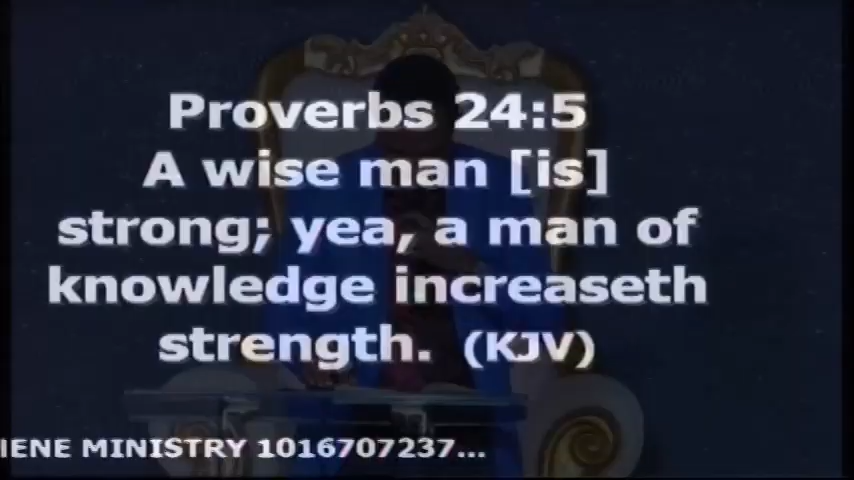 Proverbs 24:5
A wise man [is]
strong; yea, a man of
knowledge increaseth
strength. (KJV)
MINISTRY 1016707237...